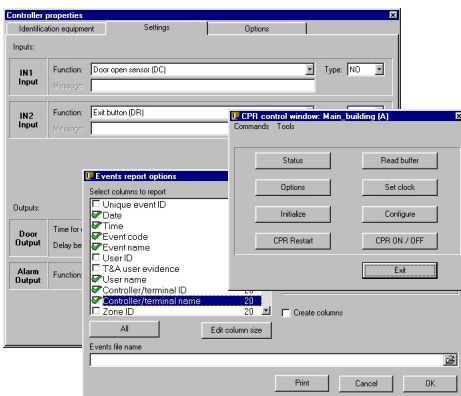 Controller properties
Identification equipment Settings Options
Inputs:
IN1 Input
Function: Door open sensor (DC) Type: NO
Message:
IN2 Input
Function: Exit button (DR)
Message:
CPR control window: Main_building (A)
Commands Tools
Status Read buffer
Options Set clock
Initialize Configure
CPR Restart CPR ON / OFF
Exit
Outputs:
Door Output
Time for
Delay be
Alarm Output
Function:
Events report options
Select columns to report
Unique event ID
Date
Time
Event code
Event name
User ID
T&A user evidence
User name
Controller/terminal ID 20
Controller/terminal name 20
Zone ID 20
Create columns
All Edit column size
Events file name
Print Cancel OK